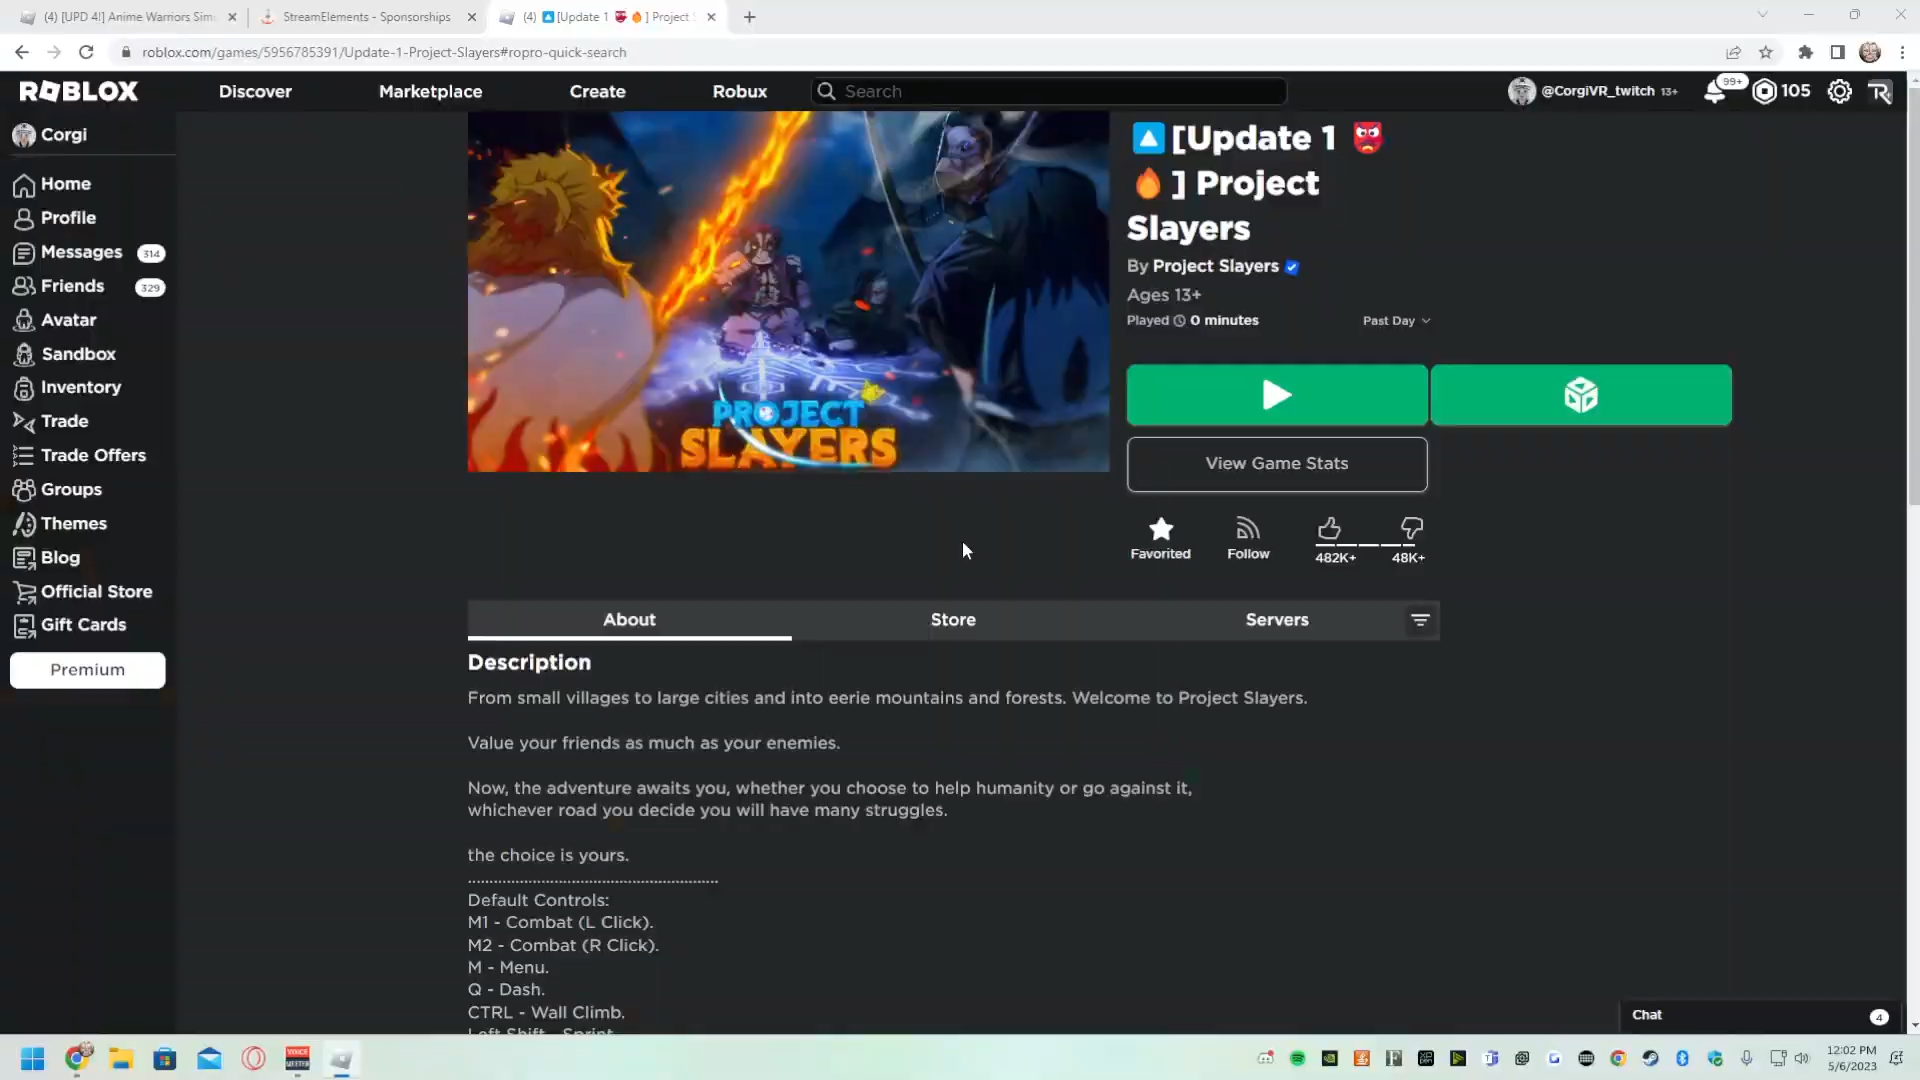 (4) [UPD 4!] Anime Warriors Sim
StreamElements - Sponsorships
(4) [Update 1 ] Project S
roblox.com/games/5956785391/Update-1-Project-Slayers#ropro-quick-search
ROBLOX
Discover
Marketplace
Create
Robux
Search
@CorgiVR_twitch 13+
99+
105
Corgi
Home
Profile
Messages 314
Friends 329
Avatar
Sandbox
Inventory
Trade
Trade Offers
Groups
Themes
Blog
Official Store
Gift Cards
Premium
PROJECT
SLAYERS
[Update 1 👹
🔥 ] Project
Slayers
By Project Slayers
Ages 13+
Played 0 minutes
Past Day
View Game Stats
Favorited
Follow
482K+
48K+
About
Store
Servers
Description
From small villages to large cities and into eerie mountains and forests. Welcome to Project Slayers.
Value your friends as much as your enemies.
Now, the adventure awaits you, whether you choose to help humanity or go against it,
whichever road you decide you will have many struggles.
the choice is yours.
............................................................
Default Controls:
M1 - Combat (L Click).
M2 - Combat (R Click).
M - Menu.
Q - Dash.
CTRL - Wall Climb.
Left Shift - Sprint
Chat 4
VOICE
MEETER
12:02 PM
5/6/2023